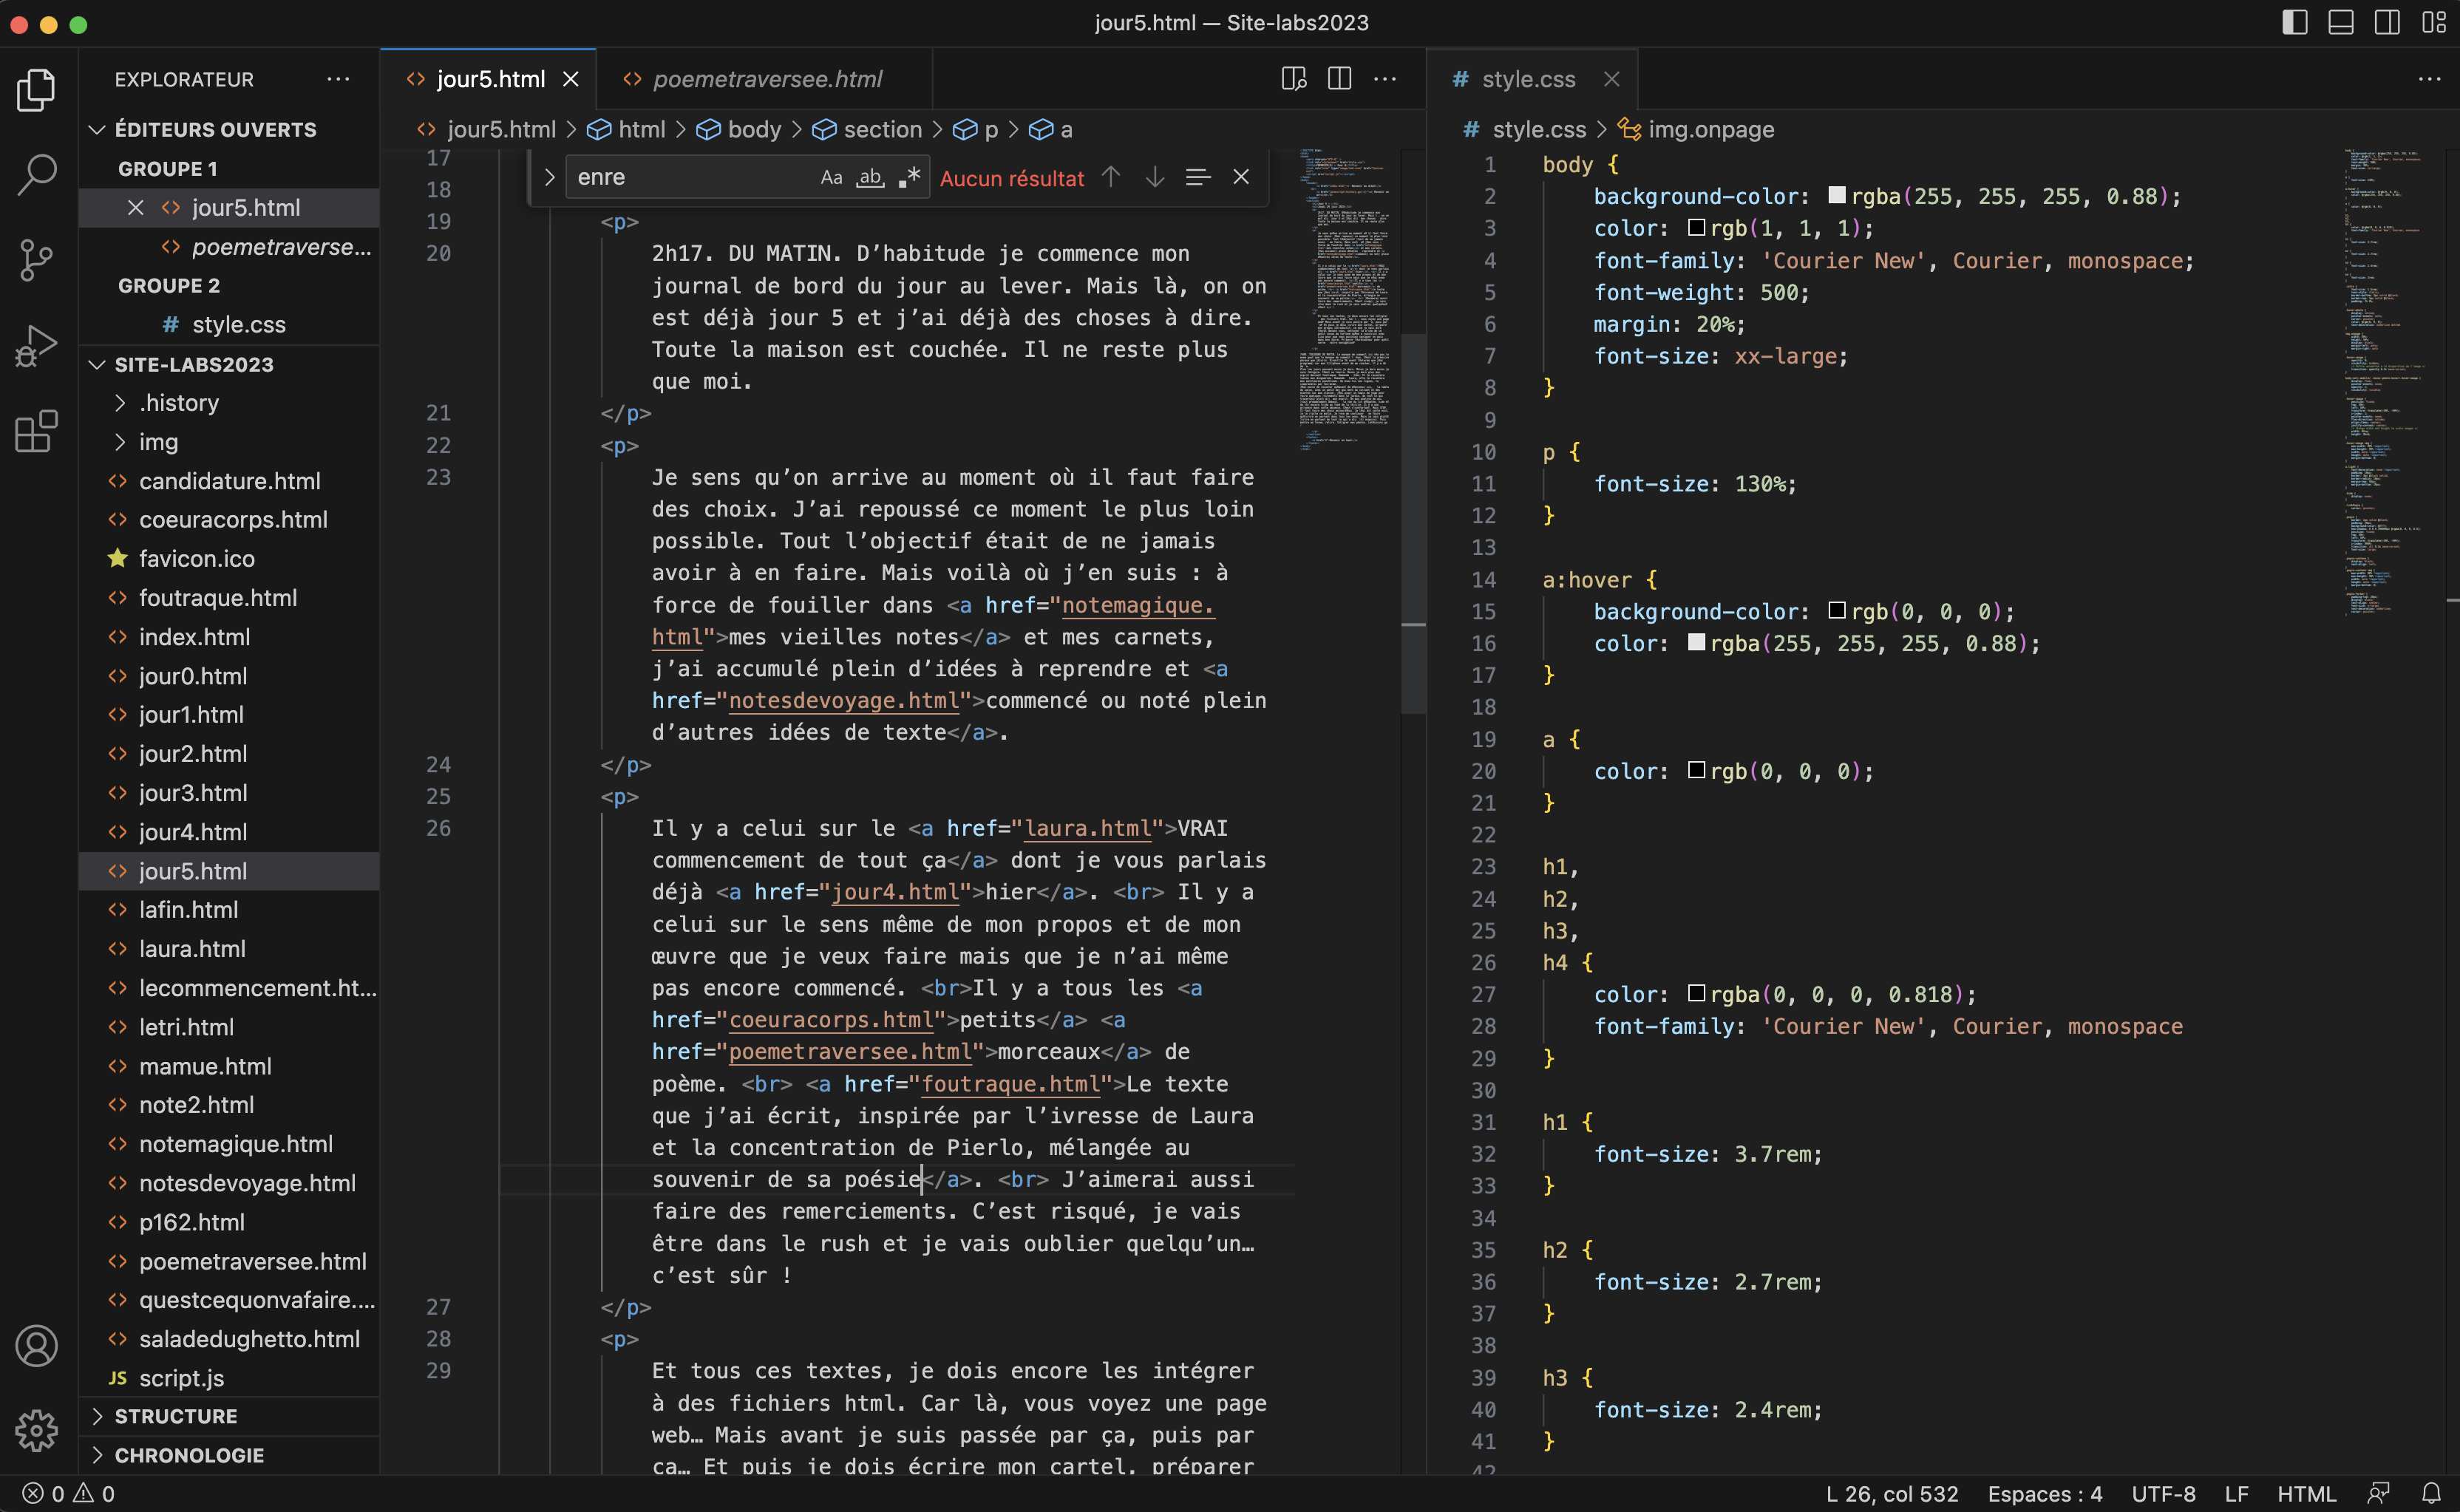 jour5.html — Site-labs2023
EXPLORATEUR
ÉDITEURS OUVERTS
GROUPE 1
jour5.html
poemetraverse...
GROUPE 2
# style.css
SITE-LABS2023
.history
img
candidature.html
coeuracorps.html
favicon.ico
foutraque.html
index.html
jour0.html
jour1.html
jour2.html
jour3.html
jour4.html
jour5.html
lafin.html
laura.html
lecommencement.ht...
letri.html
mamue.html
note2.html
notemagique.html
notesdevoyage.html
p162.html
poemetraversee.html
questcequonvafaire....
saladedughetto.html
JS script.js
STRUCTURE
CHRONOLOGIE
jour5.html
poemetraversee.html
jour5.html > html > body > section > p > a
enre Aa ab .* Aucun résultat
17
18
19 <p>
20 2h17. DU MATIN. D’habitude je commence mon
journal de bord du jour au lever. Mais là, on on
est déjà jour 5 et j’ai déjà des choses à dire.
Toute la maison est couchée. Il ne reste plus
que moi.
21 </p>
22 <p>
23 Je sens qu’on arrive au moment où il faut faire
des choix. J’ai repoussé ce moment le plus loin
possible. Tout l’objectif était de ne jamais
avoir à en faire. Mais voilà où j’en suis : à
force de fouiller dans <a href="notemagique.
html">mes vieilles notes</a> et mes carnets,
j’ai accumulé plein d’idées à reprendre et <a
href="notesdevoyage.html">commencé ou noté plein
d’autres idées de texte</a>.
24 </p>
25 <p>
26 Il y a celui sur le <a href="laura.html">VRAI
commencement de tout ça</a> dont je vous parlais
déjà <a href="jour4.html">hier</a>. <br> Il y a
celui sur le sens même de mon propos et de mon
œuvre que je veux faire mais que je n’ai même
pas encore commencé. <br>Il y a tous les <a
href="coeuracorps.html">petits</a> <a
href="poemetraversee.html">morceaux</a> de
poème. <br> <a href="foutraque.html">Le texte
que j’ai écrit, inspirée par l’ivresse de Laura
et la concentration de Pierlo, mélangée au
souvenir de sa poésie</a>. <br> J’aimerai aussi
faire des remerciements. C’est risqué, je vais
être dans le rush et je vais oublier quelqu’un…
c’est sûr !
27 </p>
28 <p>
29 Et tous ces textes, je dois encore les intégrer
à des fichiers html. Car là, vous voyez une page
web… Mais avant je suis passée par ça, puis par
ça… Et puis je dois écrire mon cartel, préparer
# style.css
# style.css > img.onpage
1 body {
2 background-color: rgba(255, 255, 255, 0.88);
3 color: rgb(1, 1, 1);
4 font-family: 'Courier New', Courier, monospace;
5 font-weight: 500;
6 margin: 20%;
7 font-size: xx-large;
8 }
9
10 p {
11 font-size: 130%;
12 }
13
14 a:hover {
15 background-color: rgb(0, 0, 0);
16 color: rgba(255, 255, 255, 0.88);
17 }
18
19 a {
20 color: rgb(0, 0, 0);
21 }
22
23 h1,
24 h2,
25 h3,
26 h4 {
27 color: rgba(0, 0, 0, 0.818);
28 font-family: 'Courier New', Courier, monospace
29 }
30
31 h1 {
32 font-size: 3.7rem;
33 }
34
35 h2 {
36 font-size: 2.7rem;
37 }
38
39 h3 {
40 font-size: 2.4rem;
41 }
42
0 0
L 26, col 532 Espaces : 4 UTF-8 LF HTML